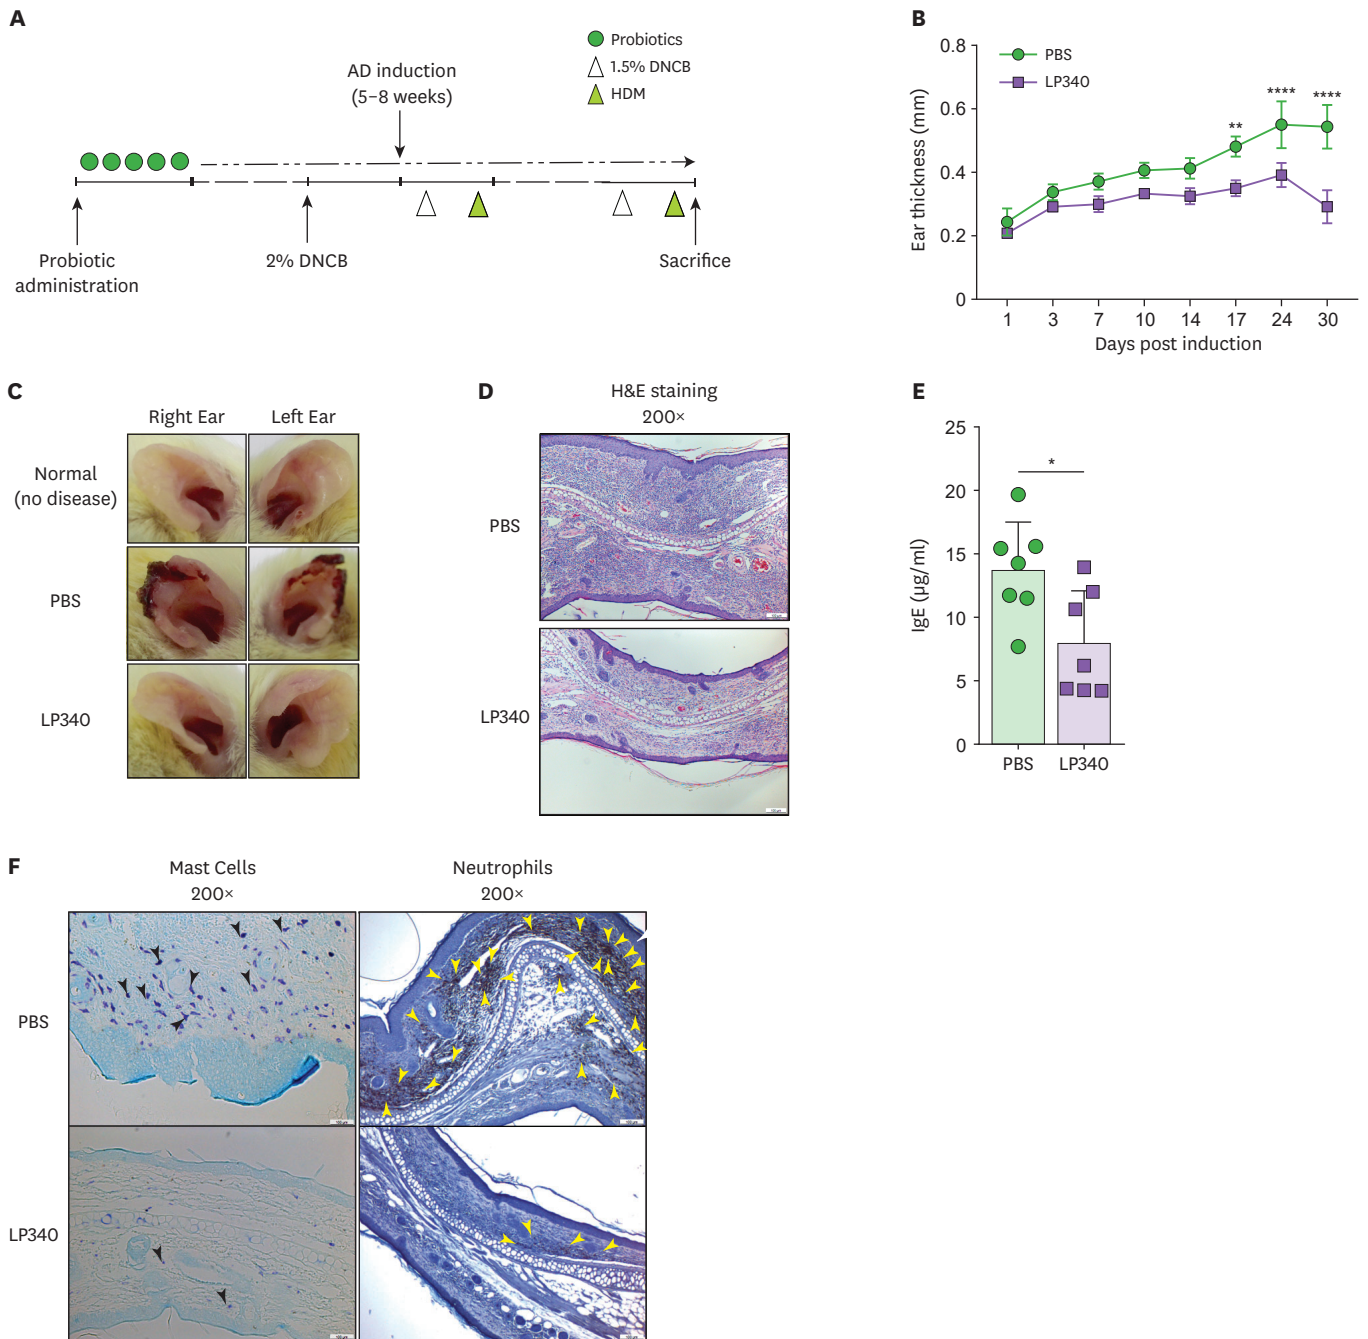 A
Probiotics
1.5% DNCB
HDM
AD induction
(5–8 weeks)
Probiotic
administration
2% DNCB
Sacrifice
B
PBS
LP340
Ear thickness (mm)
0.8
0.6
0.4
0.2
0
**
****
****
1 3 7 10 14 17 24 30
Days post induction
C
Right Ear Left Ear
Normal
(no disease)
PBS
LP340
D
H&E staining
200×
PBS
LP340
E
IgE (μg/ml)
25
20
15
10
5
0
*
PBS LP340
F
Mast Cells Neutrophils
200× 200×
PBS
LP340